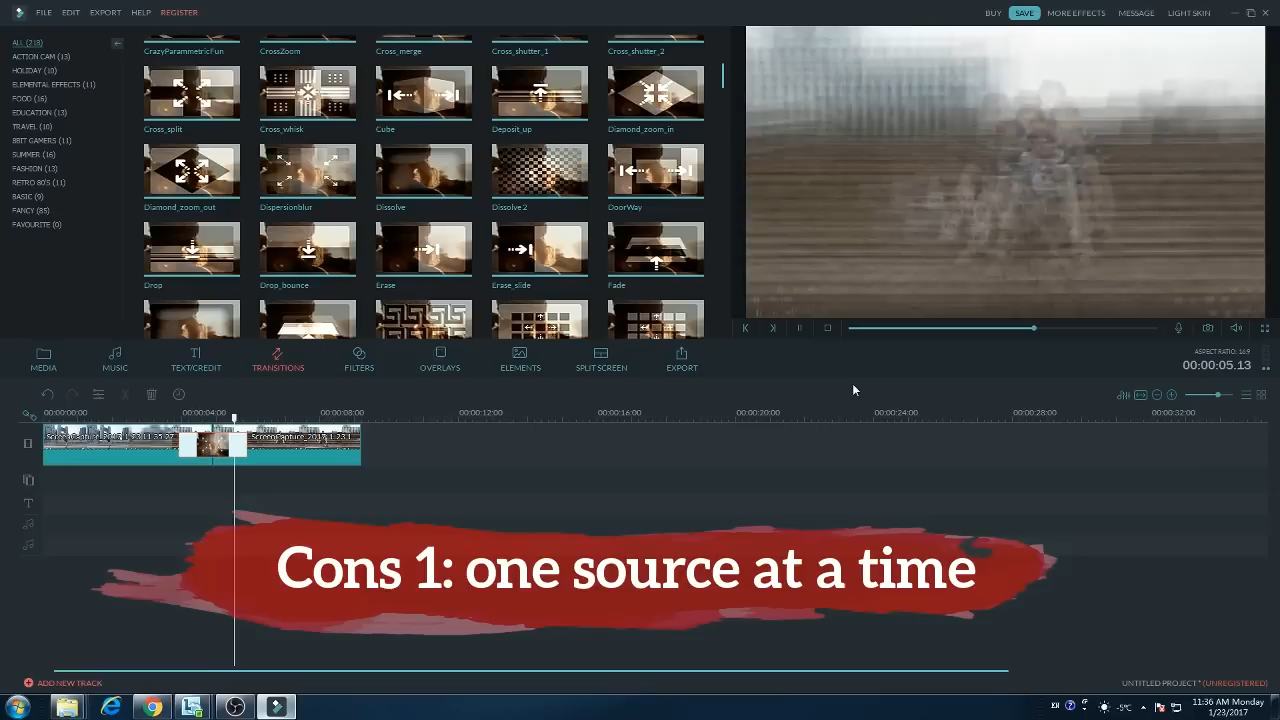 FILE EDIT EXPORT HELP REGISTER
BUY SAVE MORE EFFECTS MESSAGE LIGHT SKIN
ALL (218)
ACTION CAM (13)
HOLIDAY (10)
ELEMENTAL EFFECTS (11)
FOOD (16)
EDUCATION (13)
TRAVEL (10)
8BIT GAMERS (11)
SUMMER (16)
FASHION (13)
RETRO 80'S (11)
BASIC (9)
FANCY (85)
FAVOURITE (0)
CrazyParametricFun CrossZoom Cross_merge Cross_shutter_1 Cross_shutter_2
Cross_split Cross_whisk Cube Deposit_up Diamond_zoom_in
Diamond_zoom_out Dispersionblur Dissolve Dissolve 2 DoorWay
Drop Drop_bounce Erase Erase_slide Fade
MEDIA MUSIC TEXT/CREDIT TRANSITIONS FILTERS OVERLAYS ELEMENTS SPLIT SCREEN EXPORT
ASPECT RATIO: 16:9
00:00:05.13
00:00:00:00 00:00:04:00 00:00:08:00 00:00:12:00 00:00:16:00 00:00:20:00 00:00:24:00 00:00:28:00 00:00:32:00
Cons 1: one source at a time
ADD NEW TRACK
UNTITLED PROJECT * (UNREGISTERED)
-5°C
11:36 AM Monday
1/23/2017